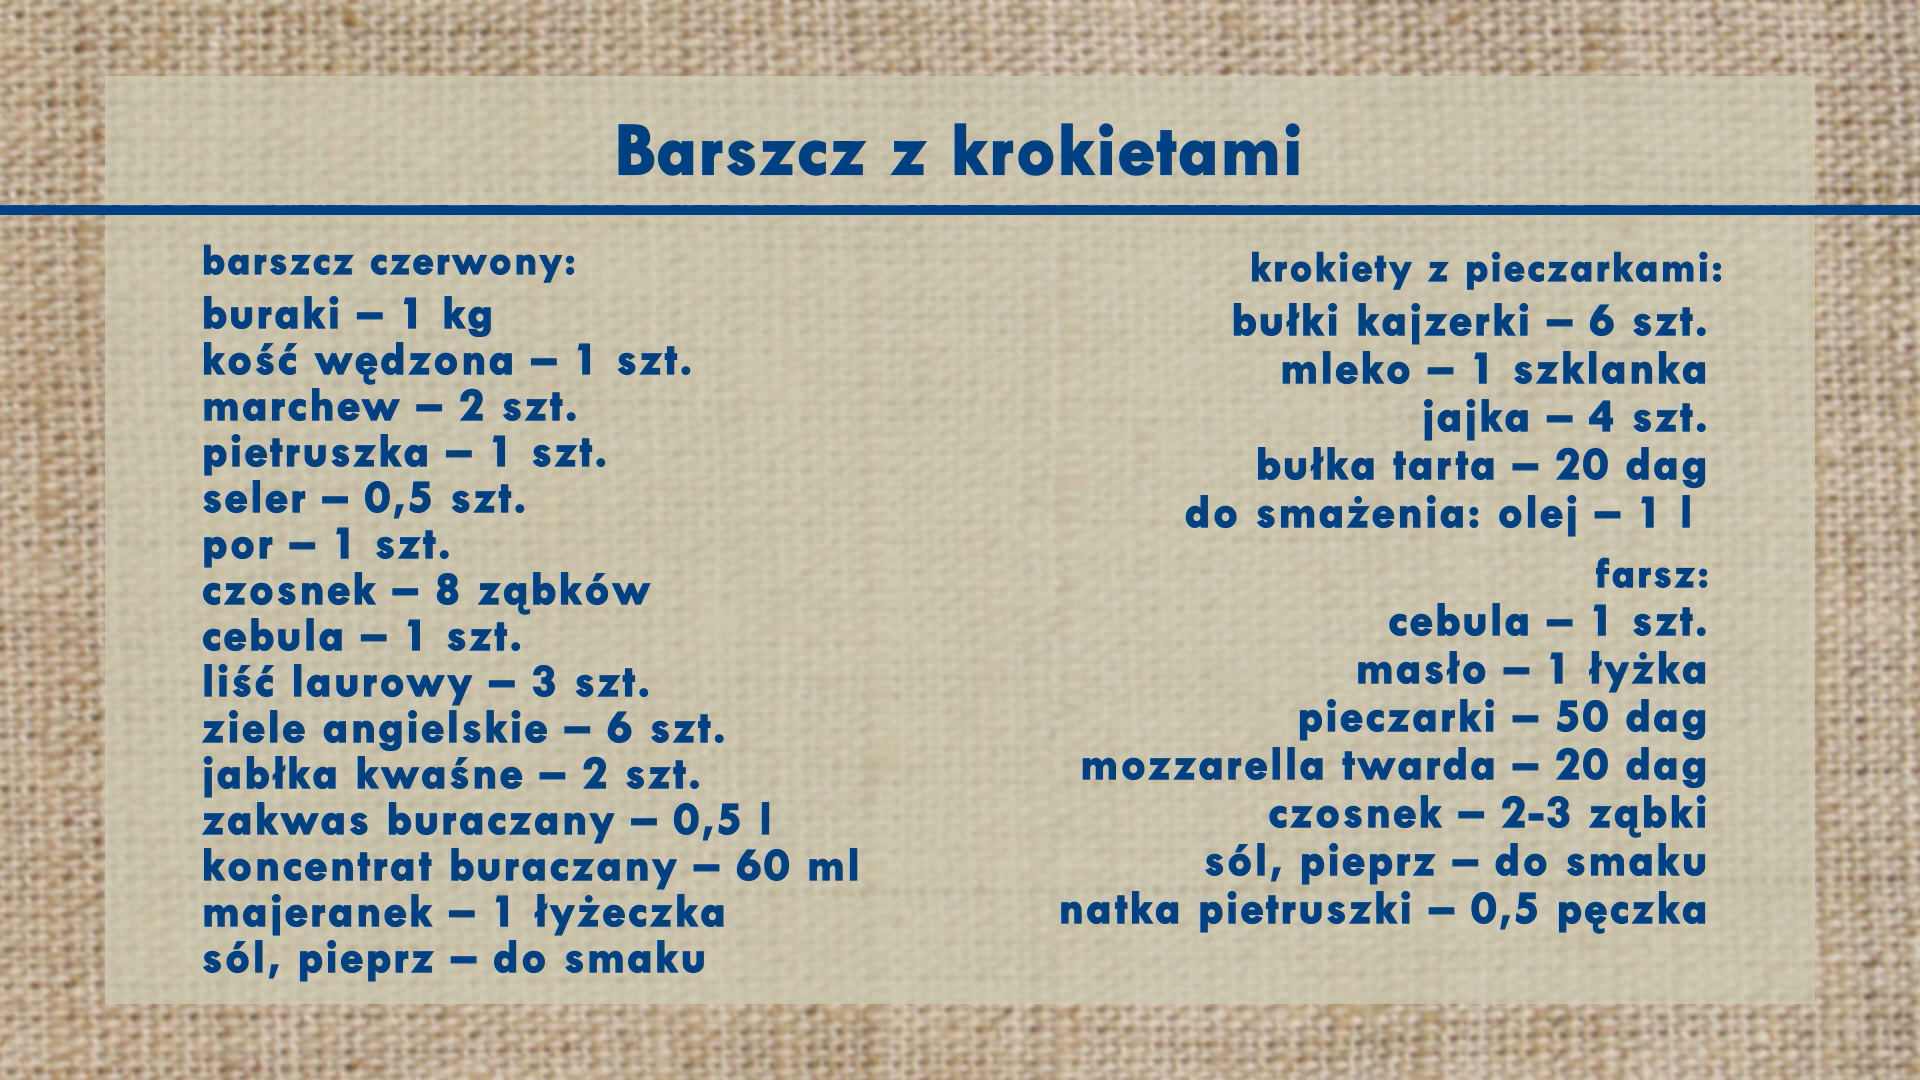 Barszcz z krokietami
barszcz czerwony:
buraki – 1 kg
kość wędzona – 1 szt.
marchew – 2 szt.
pietruszka – 1 szt.
seler – 0,5 szt.
por – 1 szt.
czosnek – 8 ząbków
cebula – 1 szt.
liść laurowy – 3 szt.
ziele angielskie – 6 szt.
jabłka kwaśne – 2 szt.
zakwas buraczany – 0,5 l
koncentrat buraczany – 60 ml
majeranek – 1 łyżeczka
sól, pieprz – do smaku
krokiety z pieczarkami:
bułki kajzerki – 6 szt.
mleko – 1 szklanka
jajka – 4 szt.
bułka tarta – 20 dag
do smażenia: olej – 1 l
farsz:
cebula – 1 szt.
masło – 1 łyżka
pieczarki – 50 dag
mozzarella twarda – 20 dag
czosnek – 2-3 ząbki
sól, pieprz – do smaku
natka pietruszki – 0,5 pęczka